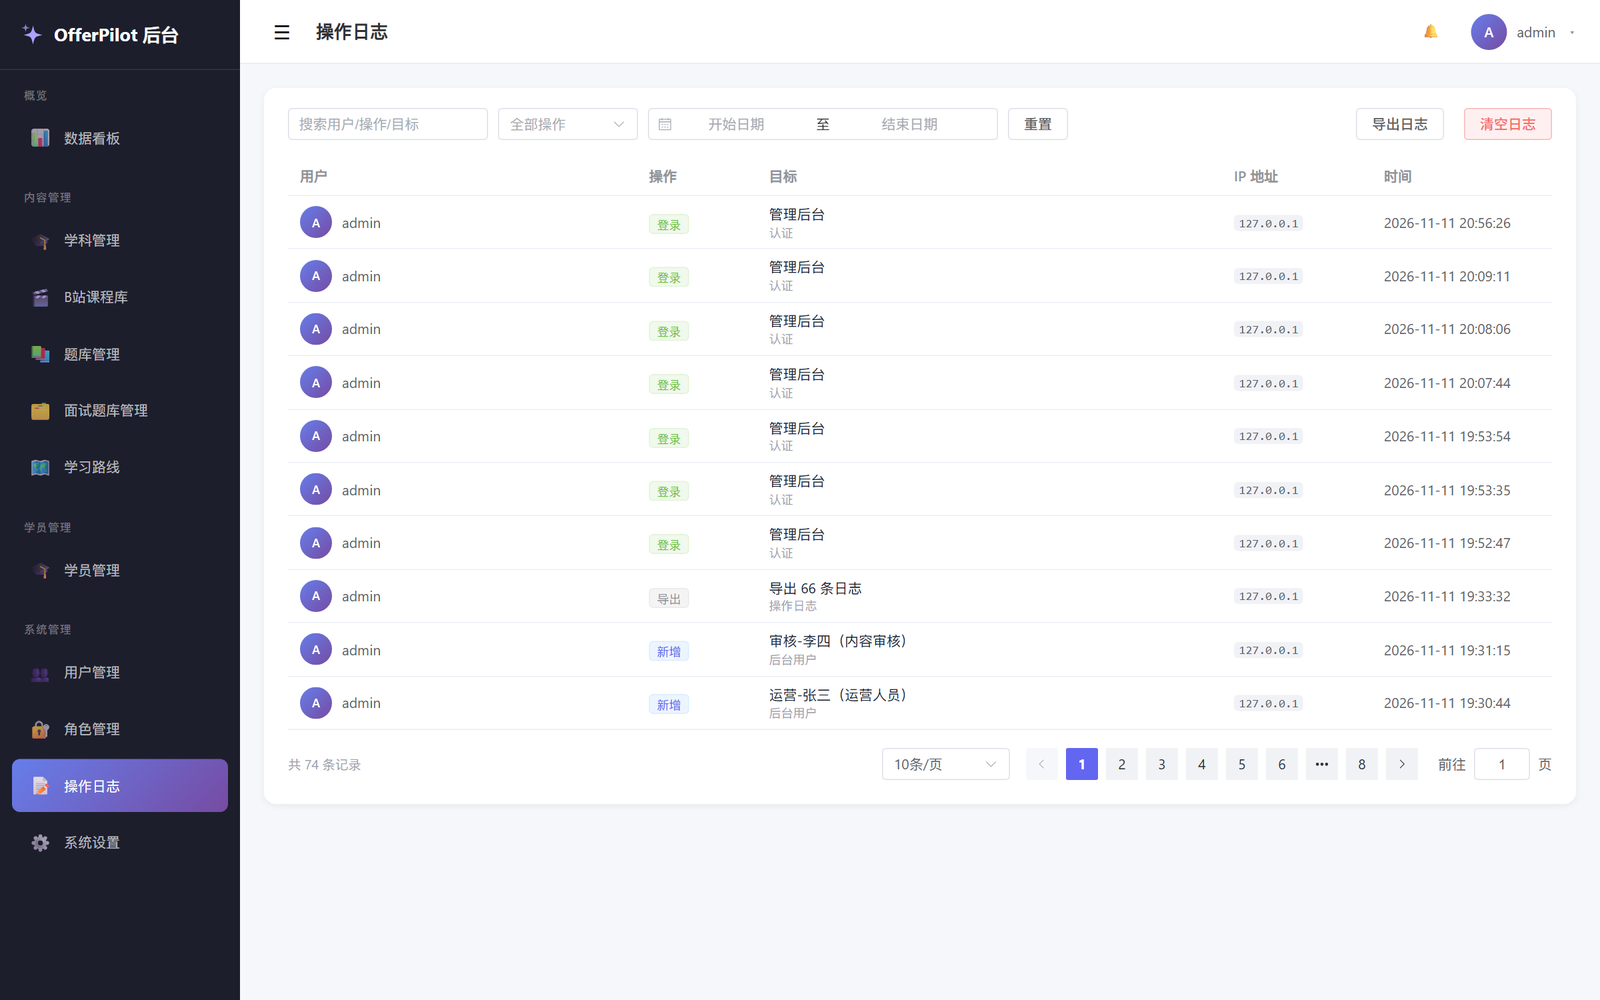 OfferPilot 后台
概览
数据看板
内容管理
学科管理
B站课程库
题库管理
面试题库管理
学习路线
学员管理
学员管理
系统管理
用户管理
角色管理
操作日志
系统设置
操作日志
A admin
搜索用户/操作/目标 全部操作 开始日期 至 结束日期 重置 导出日志 清空日志
用户 操作 目标 IP 地址 时间
A admin 登录 管理后台 127.0.0.1 2026-11-11 20:56:26
认证
A admin 登录 管理后台 127.0.0.1 2026-11-11 20:09:11
认证
A admin 登录 管理后台 127.0.0.1 2026-11-11 20:08:06
认证
A admin 登录 管理后台 127.0.0.1 2026-11-11 20:07:44
认证
A admin 登录 管理后台 127.0.0.1 2026-11-11 19:53:54
认证
A admin 登录 管理后台 127.0.0.1 2026-11-11 19:53:35
认证
A admin 登录 管理后台 127.0.0.1 2026-11-11 19:52:47
认证
A admin 导出 导出 66 条日志 127.0.0.1 2026-11-11 19:33:32
操作日志
A admin 新增 审核-李四（内容审核） 127.0.0.1 2026-11-11 19:31:15
后台用户
A admin 新增 运营-张三（运营人员） 127.0.0.1 2026-11-11 19:30:44
后台用户
共 74 条记录 10条/页 1 2 3 4 5 6 ••• 8 前往 1 页